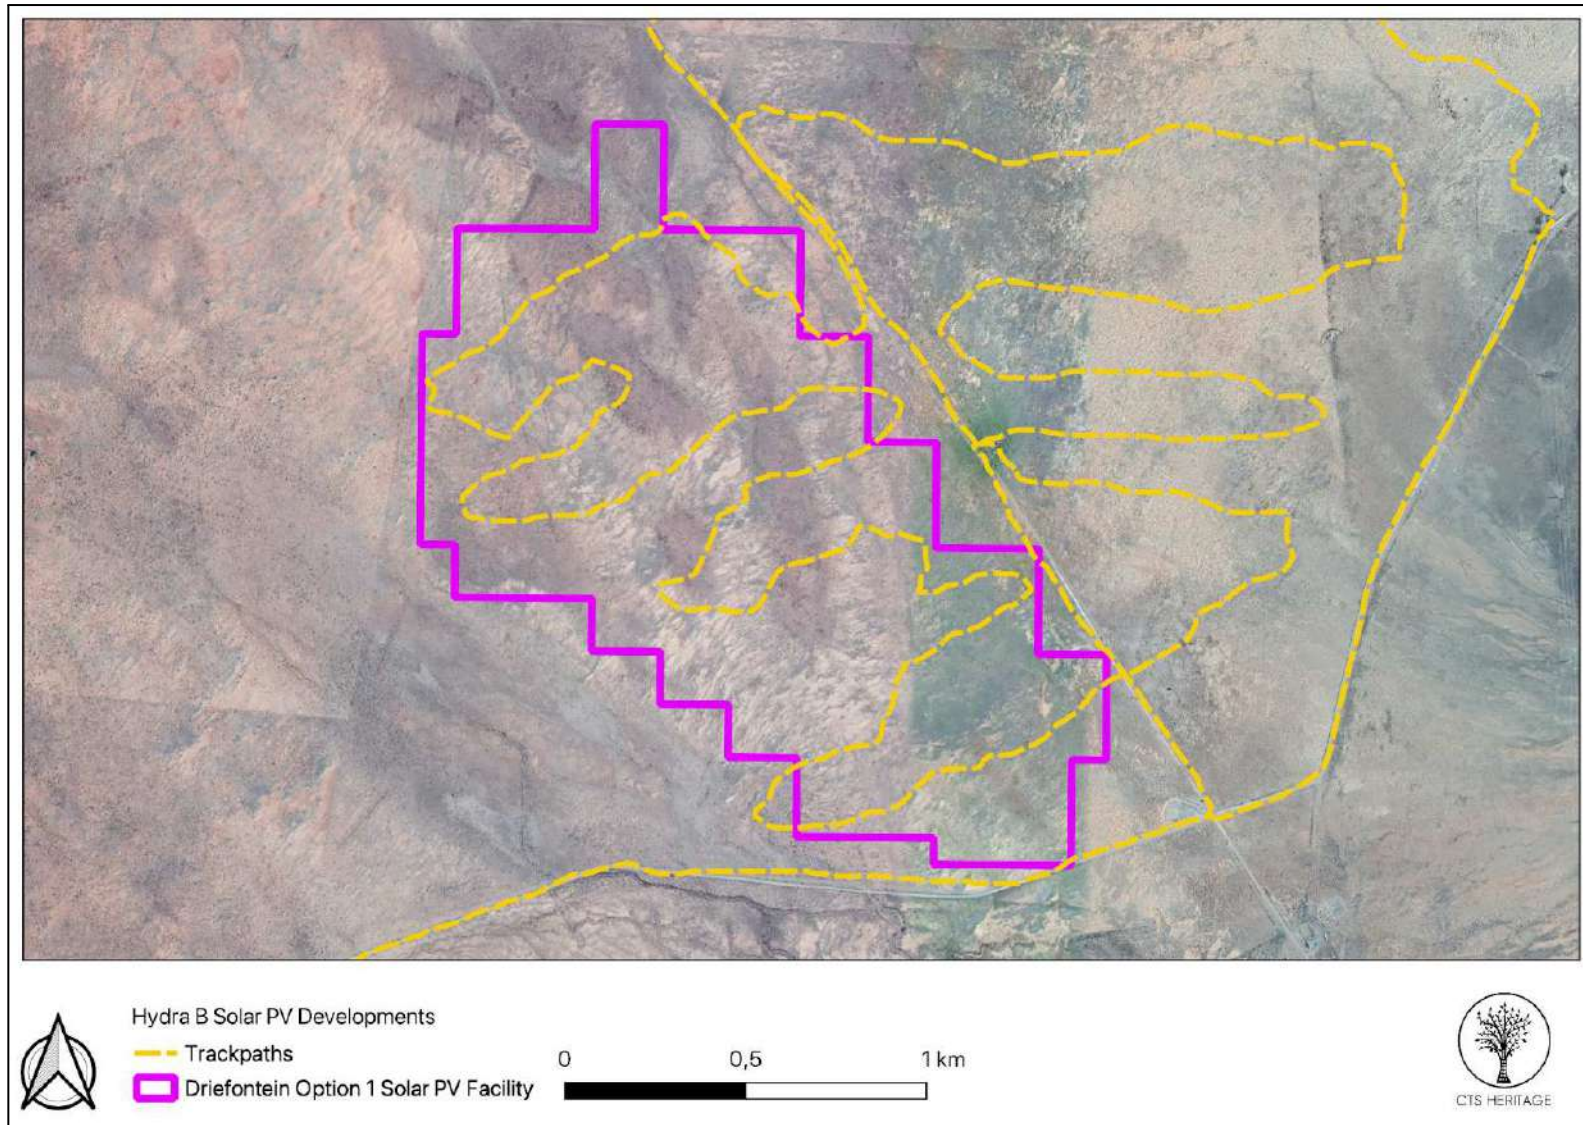 Hydra B Solar PV Developments
Trackpaths
Driefontein Option 1 Solar PV Facility
0 0,5 1 km
CTS HERITAGE